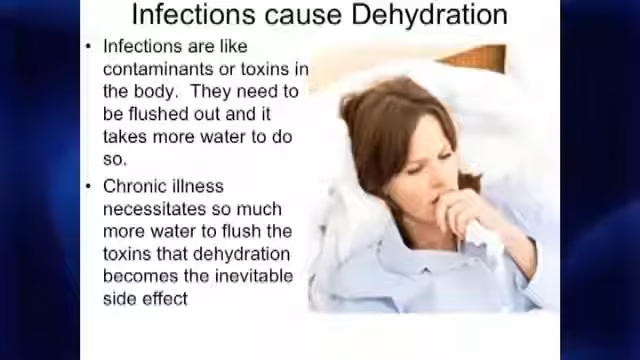 Infections cause Dehydration
• Infections are like
contaminants or toxins in
the body. They need to
be flushed out and it
takes more water to do
so.
• Chronic illness
necessitates so much
more water to flush the
toxins that dehydration
becomes the inevitable
side effect